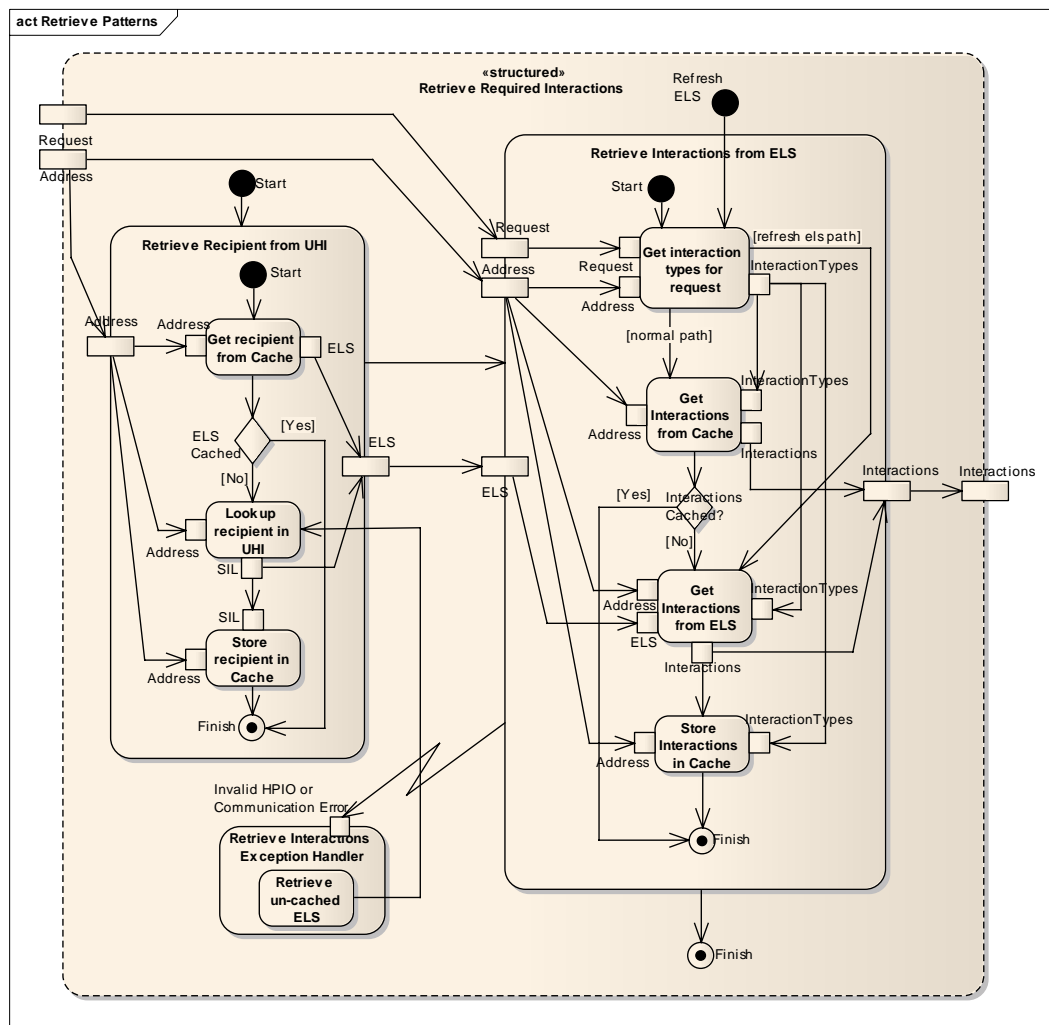 act Retrieve Patterns
«structured»
Retrieve Required Interactions
Refresh
ELS
Request
Address
Start
Retrieve Interactions from ELS
Start
Retrieve Recipient from UHI
Start
Request
Address
Request
Address
Get interaction
types for
request
[refresh els path]
InteractionTypes
Address
Address
Get recipient
from Cache
ELS
[normal path]
InteractionTypes
Get
Interactions
from Cache
Address
Interactions
ELS
Cached
[Yes]
[No]
ELS
ELS
Interactions
Interactions
[Yes]
Interactions
Cached?
[No]
Lookup
recipient in
UHI
Address
SIL
SIL
Store
recipient in
Cache
Address
Finish
Get
Interactions
from ELS
InteractionTypes
Address
ELS
Interactions
Store
Interactions
in Cache
InteractionTypes
Address
Finish
Invalid HPIO or
Communication Error
Retrieve Interactions
Exception Handler
Retrieve
un-cached
ELS
Finish